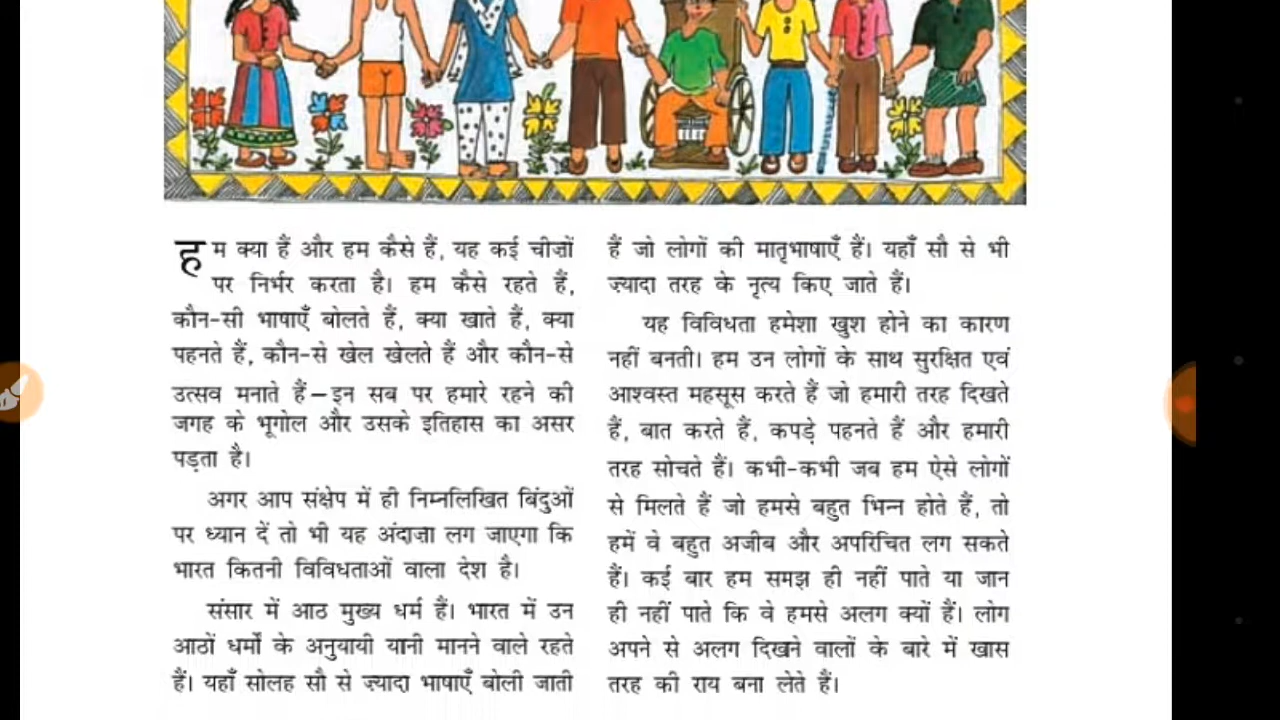 हम क्या हैं और हम कैसे हैं, यह कई चीज़ों
पर निर्भर करता है। हम कैसे रहते हैं,
कौन-सी भाषाएँ बोलते हैं, क्या खाते हैं, क्या
पहनते हैं, कौन-से खेल खेलते हैं और कौन-से
उत्सव मनाते हैं – इन सब पर हमारे रहने की
जगह के भूगोल और उसके इतिहास का असर
पड़ता है।
अगर आप संक्षेप में ही निम्नलिखित बिंदुओं
पर ध्यान दें तो भी यह अंदाज़ा लग जाएगा कि
भारत कितनी विविधताओं वाला देश है।
संसार में आठ मुख्य धर्म हैं। भारत में उन
आठों धर्मों के अनुयायी यानी मानने वाले रहते
हैं। यहाँ सोलह सौ से ज़्यादा भाषाएँ बोली जाती
हैं जो लोगों की मातृभाषाएँ हैं। यहाँ सौ से भी
ज़्यादा तरह के नृत्य किए जाते हैं।
यह विविधता हमेशा खुश होने का कारण
नहीं बनती। हम उन लोगों के साथ सुरक्षित एवं
आश्वस्त महसूस करते हैं जो हमारी तरह दिखते
हैं, बात करते हैं, कपड़े पहनते हैं और हमारी
तरह सोचते हैं। कभी-कभी जब हम ऐसे लोगों
से मिलते हैं जो हमसे बहुत भिन्न होते हैं, तो
हमें वे बहुत अजीब और अपरिचित लग सकते
हैं। कई बार हम समझ ही नहीं पाते या जान
ही नहीं पाते कि वे हमसे अलग क्यों हैं। लोग
अपने से अलग दिखने वालों के बारे में खास
तरह की राय बना लेते हैं।